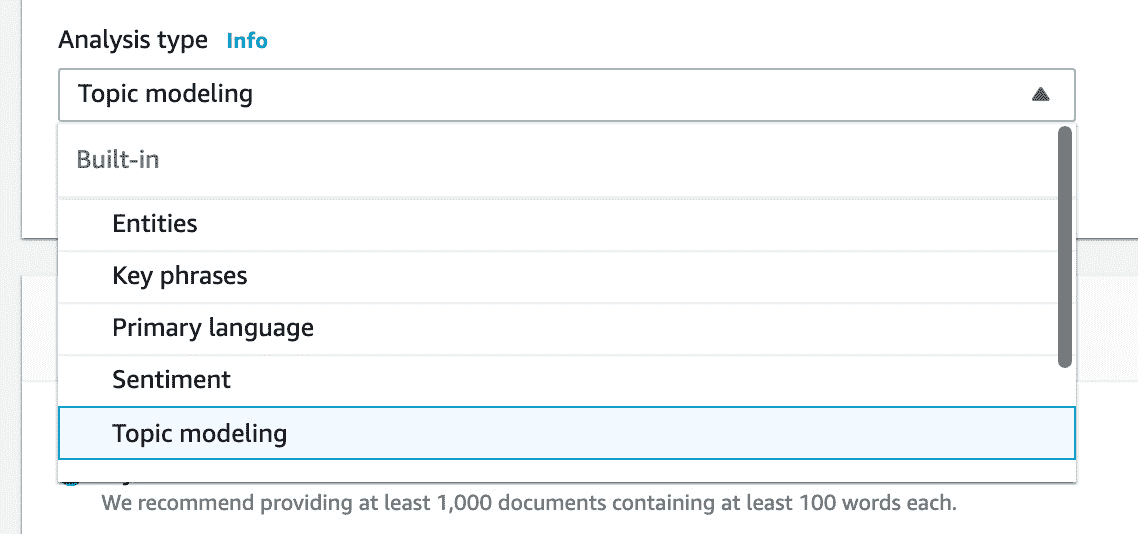 Analysis type Info
Topic modeling
Built-in
Entities
Key phrases
Primary language
Sentiment
Topic modeling
We recommend providing at least 1,000 documents containing at least 100 words each.